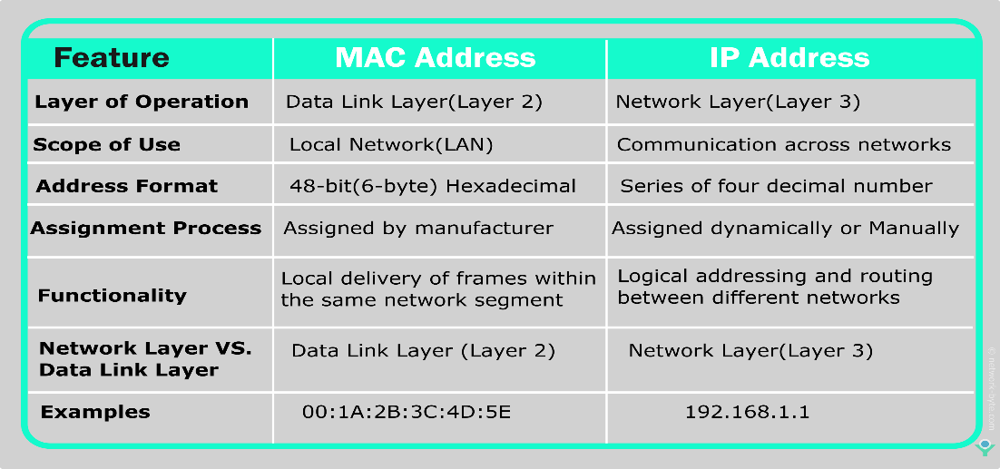 Feature MAC Address IP Address
Layer of Operation Data Link Layer(Layer 2) Network Layer(Layer 3)
Scope of Use Local Network(LAN) Communication across networks
Address Format 48-bit(6-byte) Hexadecimal Series of four decimal number
Assignment Process Assigned by manufacturer Assigned dynamically or Manually
Functionality
Local delivery of frames within
the same network segment
Logical addressing and routing
between different networks
Network Layer VS.
Data Link Layer
Data Link Layer (Layer 2) Network Layer(Layer 3)
Examples 00:1A:2B:3C:4D:5E 192.168.1.1
© network-byte.com